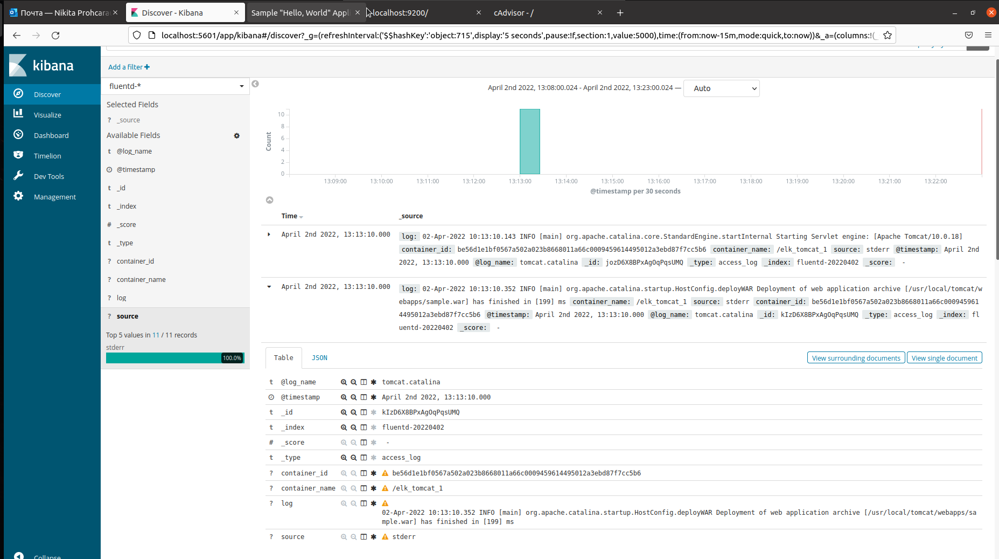 Почта — Nikita Prohcara
Discover - Kibana
Sample "Hello, World" Appl
localhost:9200/
cAdvisor - /
localhost:5601/app/kibana#/discover?_g=(refreshInterval:('$$hashKey':'object:715',display:'5 seconds',pause:!f,section:1,value:5000),time:(from:now-15m,mode:quick,to:now))&_a=(columns:!(_
kibana
Discover
Visualize
Dashboard
Timelion
Dev Tools
Management
Collapse
Add a filter +
fluentd-*
Selected Fields
? _source
Available Fields
t @log_name
@timestamp
t _id
t _index
# _score
t _type
? container_id
? container_name
? log
? source
Top 5 values in 11 / 11 records
stderr
100.0%
April 2nd 2022, 13:08:00.024 - April 2nd 2022, 13:23:00.024 —
Auto
Count
10
8
6
4
2
0
13:09:00 13:10:00 13:11:00 13:12:00 13:13:00 13:14:00 13:15:00 13:16:00 13:17:00 13:18:00 13:19:00 13:20:00 13:21:00 13:22:00
@timestamp per 30 seconds
Time _source
April 2nd 2022, 13:13:10.000
log: 02-Apr-2022 10:13:10.143 INFO [main] org.apache.catalina.core.StandardEngine.startInternal Starting Servlet engine: [Apache Tomcat/10.0.18]
container_id: be56d1e1bf0567a502a023b8668011a66c0009459614495012a3ebd87f7cc5b6 container_name: /elk_tomcat_1 source: stderr @timestamp: April 2nd
2022, 13:13:10.000 @log_name: tomcat.catalina _id: jozD6X8BPxAgOqPqsUMQ _type: access_log _index: fluentd-20220402 _score: -
April 2nd 2022, 13:13:10.000
log: 02-Apr-2022 10:13:10.352 INFO [main] org.apache.catalina.startup.HostConfig.deployWAR Deployment of web application archive [/usr/local/tomcat/w
ebapps/sample.war] has finished in [199] ms container_name: /elk_tomcat_1 source: stderr container_id: be56d1e1bf0567a502a023b8668011a66c000945961
4495012a3ebd87f7cc5b6 @timestamp: April 2nd 2022, 13:13:10.000 @log_name: tomcat.catalina _id: kIzD6X8BPxAgOqPqsUMQ _type: access_log _index: fl
uentd-20220402 _score: -
Table JSON
View surrounding documents View single document
t @log_name tomcat.catalina
@timestamp April 2nd 2022, 13:13:10.000
t _id kIzD6X8BPxAgOqPqsUMQ
t _index fluentd-20220402
# _score -
t _type access_log
? container_id be56d1e1bf0567a502a023b8668011a66c0009459614495012a3ebd87f7cc5b6
? container_name /elk_tomcat_1
? log
02-Apr-2022 10:13:10.352 INFO [main] org.apache.catalina.startup.HostConfig.deployWAR Deployment of web application archive [/usr/local/tomcat/webapps/sa
mple.war] has finished in [199] ms
? source stderr